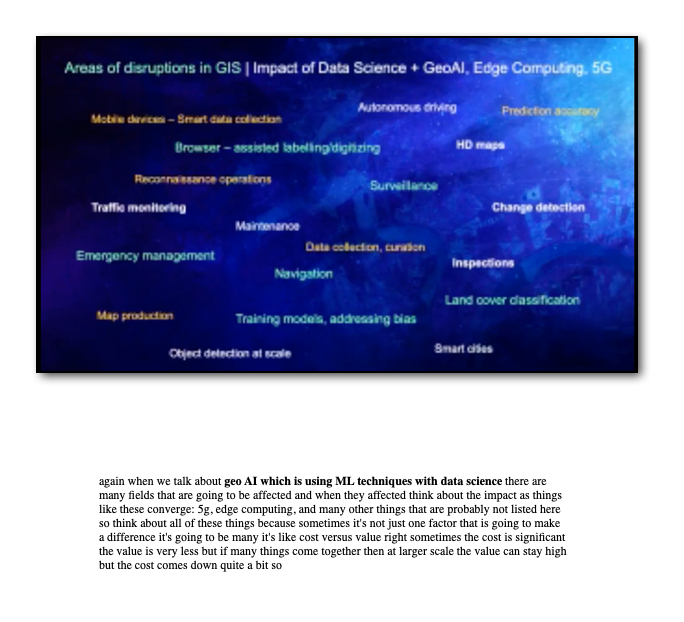 Areas of disruptions in GIS | Impact of Data Science + GeoAI, Edge Computing, 5G
Autonomous driving
Prediction accuracy
Mobile devices – Smart data collection
Browser – assisted labelling/digitizing
HD maps
Reconnaissance operations
Surveillance
Traffic monitoring
Change detection
Maintenance
Data collection, curation
Emergency management
Inspections
Navigation
Land cover classification
Map production
Training models, addressing bias
Object detection at scale
Smart cities
again when we talk about geo AI which is using ML techniques with data science there are
many fields that are going to be affected and when they affected think about the impact as things
like these converge: 5g, edge computing, and many other things that are probably not listed here
so think about all of these things because sometimes it's not just one factor that is going to make
a difference it's going to be many it's like cost versus value right sometimes the cost is significant
the value is very less but if many things come together then at larger scale the value can stay high
but the cost comes down quite a bit so